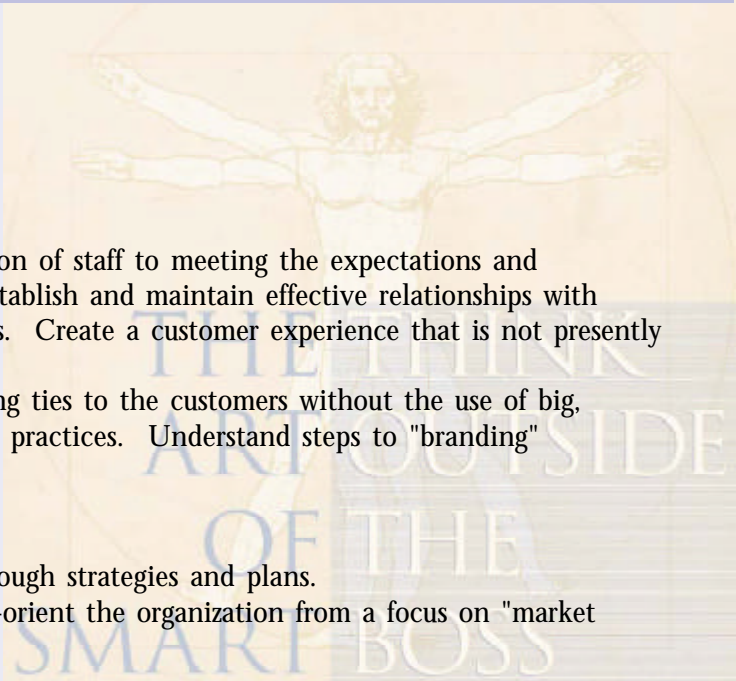 on of staff to meeting the expectations and
tablish and maintain effective relationships with
s. Create a customer experience that is not presently
THE THINK
ng ties to the customers without the use of big,
practices. Understand steps to "branding"
ART OUTSIDE
OF THE
ough strategies and plans.
-orient the organization from a focus on "market
SMART BOSS